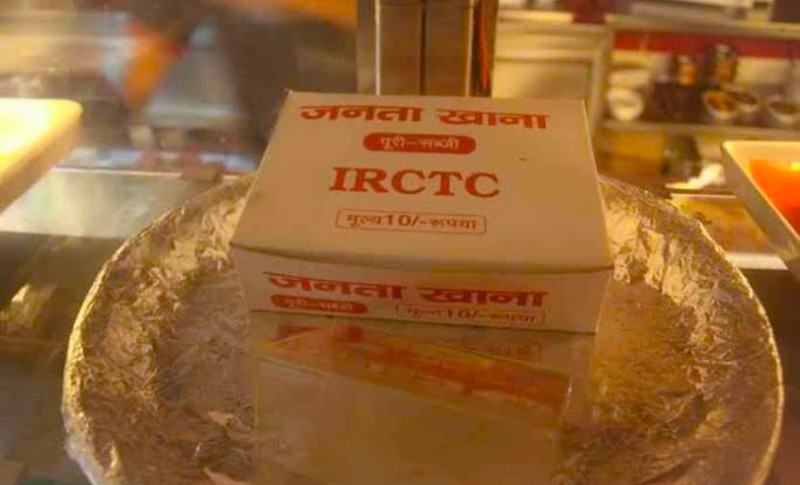 जनता खाना
पूरी-सब्जी
IRCTC
मूल्य 10/-रूपया
जनता खाना
पूरी-सब्जी
मूल्य 10/-रूपया